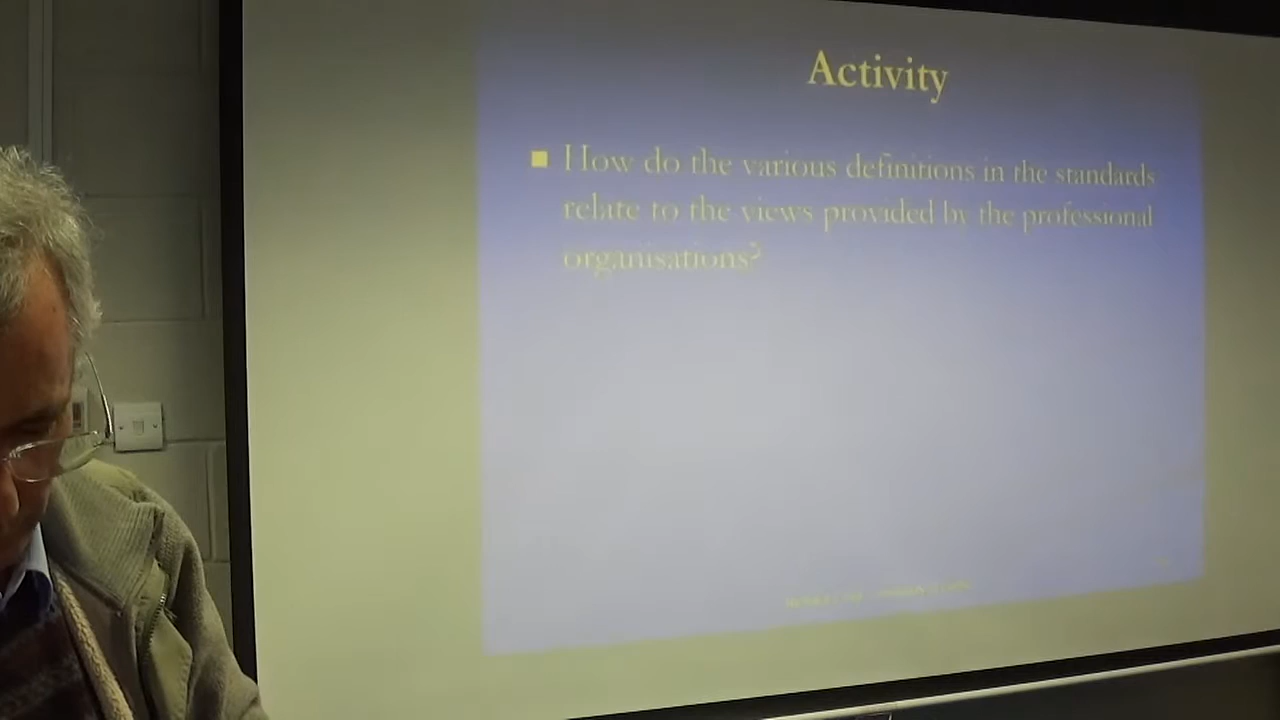 Activity
■ How do the various definitions in the standards
relate to the views provided by the professional
organisations?